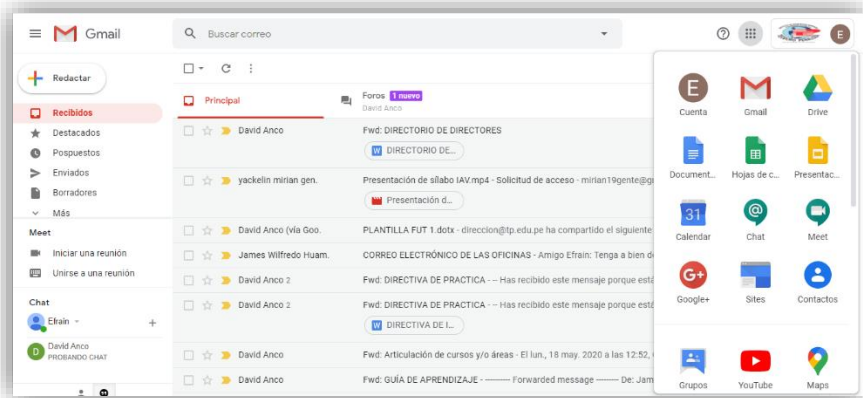 Gmail
Buscar correo
E
Redactar
Principal
Foros 1 nuevo
David Anco
Recibidos
Destacados
Pospuestos
Enviados
Borradores
Más
Meet
Iniciar una reunión
Unirse a una reunión
Chat
Efrain
+
D David Anco
PROBANDO CHAT
David Anco Fwd: DIRECTORIO DE DIRECTORES
W DIRECTORIO DE...
yackelin mirian gen. Presentación de sílabo IAV.mp4 - Solicitud de acceso - mirian19gente@g
Presentación d...
David Anco (vía Goo. PLANTILLA FUT 1.dotx - direccion@tp.edu.pe ha compartido el siguiente
James Wilfredo Huam. CORREO ELECTRÓNICO DE LAS OFICINAS - Amigo Efrain: Tenga a bien d
David Anco 2 Fwd: DIRECTIVA DE PRACTICA - -- Has recibido este mensaje porque está
David Anco 2 Fwd: DIRECTIVA DE PRACTICA - -- Has recibido este mensaje porque está
W DIRECTIVA DE I...
David Anco Fwd: Articulación de cursos y/o áreas - El lun., 18 may. 2020 a las 12:52,
David Anco Fwd: GUÍA DE APRENDIZAJE - -------- Forwarded message -------- De: Jam
E
Cuenta Gmail Drive
Document... Hojas de c... Presentac...
31
Calendar Chat Meet
G+
Google+ Sites Contactos
Grupos YouTube Maps